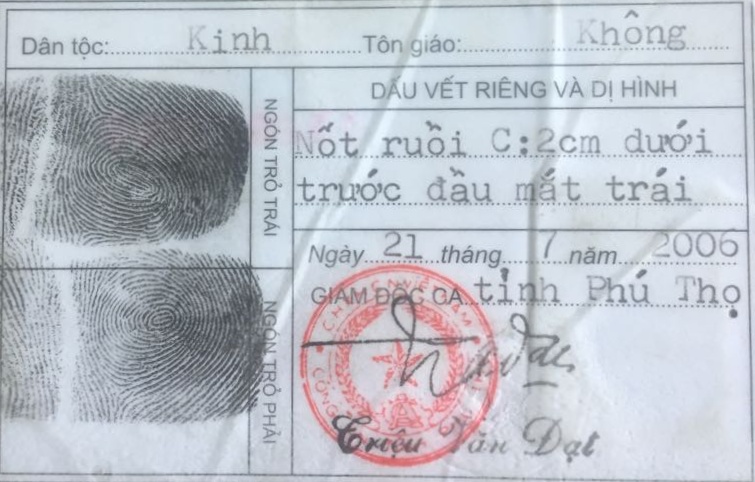 Dân tộc: Kinh Tôn giáo: Không
NGÓN TRỎ TRÁI
NGÓN TRỎ PHẢI
DẤU VẾT RIÊNG VÀ DỊ HÌNH
Nốt ruồi C:2cm dưới
trước đầu mắt trái
Ngày 21 tháng 7 năm 2006
GIÁM ĐỐC CA tỉnh Phú Thọ
Triệu Văn Đạt